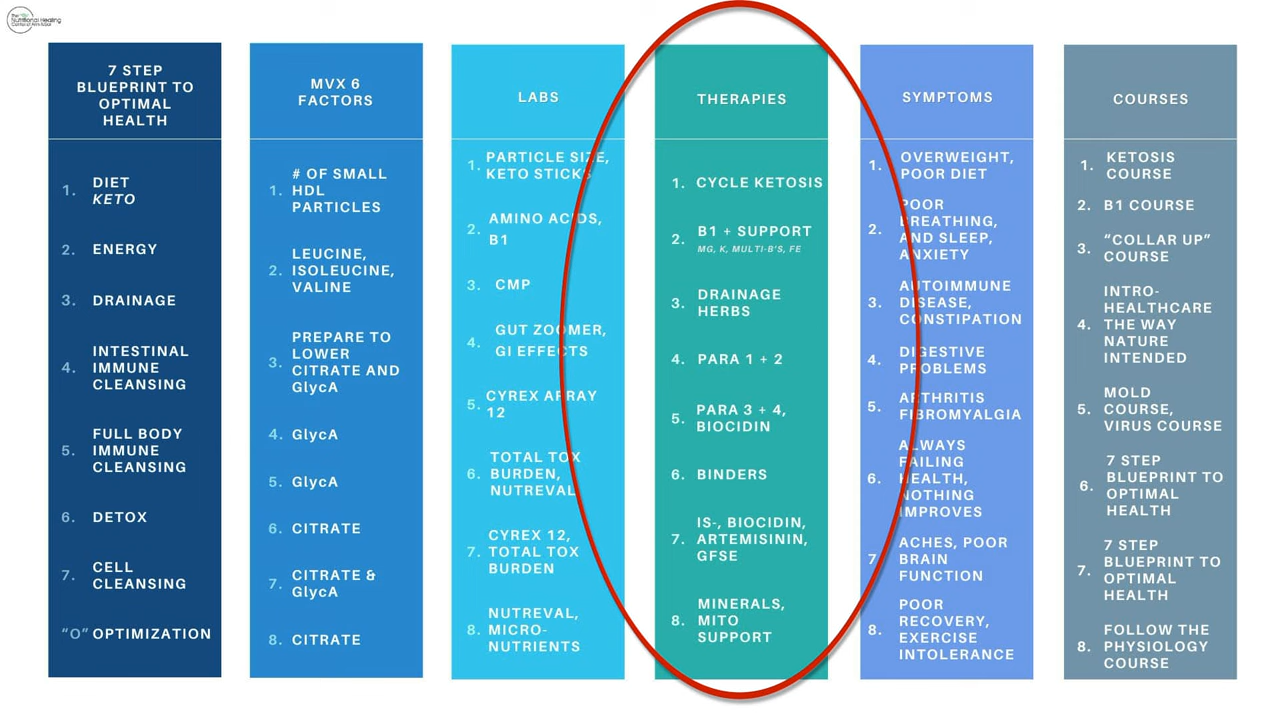 The
Nutritional Healing
Center of Ann Arbor
7 STEP
BLUEPRINT TO
OPTIMAL
HEALTH
1. DIET
KETO
2. ENERGY
3. DRAINAGE
4. INTESTINAL
IMMUNE
CLEANSING
5. FULL BODY
IMMUNE
CLEANSING
6. DETOX
7. CELL
CLEANSING
"O" OPTIMIZATION
MVX 6
FACTORS
1. # OF SMALL
HDL
PARTICLES
2. LEUCINE,
ISOLEUCINE,
VALINE
3. PREPARE TO
LOWER
CITRATE AND
GlycA
4. GlycA
5. GlycA
6. CITRATE
7. CITRATE &
GlycA
8. CITRATE
LABS
1. PARTICLE SIZE,
KETO STICKS
2. AMINO ACIDS,
B1
3. CMP
4. GUT ZOOMER,
GI EFFECTS
5. CYREX ARRAY
12
6. TOTAL TOX
BURDEN,
NUTREVAL
7. CYREX 12,
TOTAL TOX
BURDEN
8. NUTREVAL,
MICRO-
NUTRIENTS
THERAPIES
1. CYCLE KETOSIS
2. B1 + SUPPORT
MG, K, MULTI-B'S, FE
3. DRAINAGE
HERBS
4. PARA 1 + 2
5. PARA 3 + 4,
BIOCIDIN
6. BINDERS
7. IS-, BIOCIDIN,
ARTEMISININ,
GFSE
8. MINERALS,
MITO
SUPPORT
SYMPTOMS
1. OVERWEIGHT,
POOR DIET
2. POOR
BREATHING,
AND SLEEP,
ANXIETY
3. AUTOIMMUNE
DISEASE,
CONSTIPATION
4. DIGESTIVE
PROBLEMS
5. ARTHRITIS
FIBROMYALGIA
6. ALWAYS
FAILING
HEALTH,
NOTHING
IMPROVES
7. ACHES, POOR
BRAIN
FUNCTION
8. POOR
RECOVERY,
EXERCISE
INTOLERANCE
COURSES
1. KETOSIS
COURSE
2. B1 COURSE
3. "COLLAR UP"
COURSE
4. INTRO-
HEALTHCARE
THE WAY
NATURE
INTENDED
5. MOLD
COURSE,
VIRUS COURSE
6. 7 STEP
BLUEPRINT TO
OPTIMAL
HEALTH
7. 7 STEP
BLUEPRINT TO
OPTIMAL
HEALTH
8. FOLLOW THE
PHYSIOLOGY
COURSE